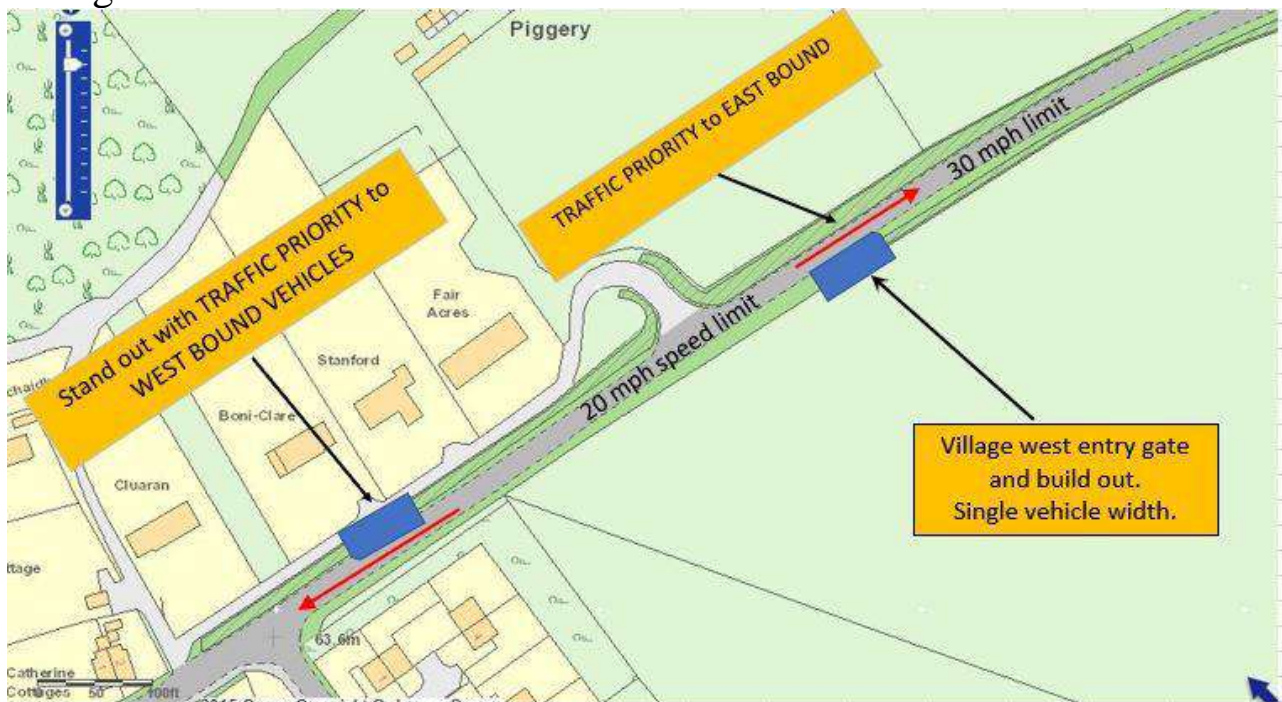 Piggery
TRAFFIC PRIORITY to EAST BOUND
30 mph limit
Stand out with TRAFFIC PRIORITY to
WEST BOUND VEHICLES
Fair
Acres
20 mph speed limit
Stanford
Boni-Clare
Village west entry gate
and build out.
Single vehicle width.
Cluaran
63.6m
Catherine
Cottages
50
100ft